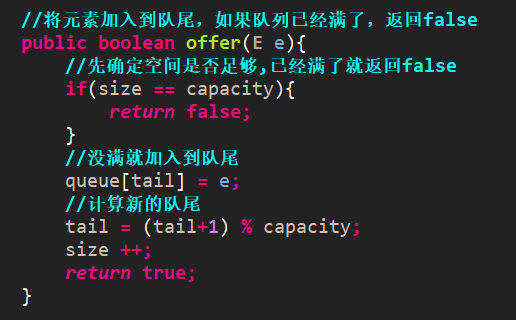 //将元素加入到队尾，如果队列已经满了，返回false
public boolean offer(E e){
//先确定空间是否足够,已经满了就返回false
if(size == capacity){
return false;
}
//没满就加入到队尾
queue[tail] = e;
//计算新的队尾
tail = (tail+1) % capacity;
size ++;
return true;
}